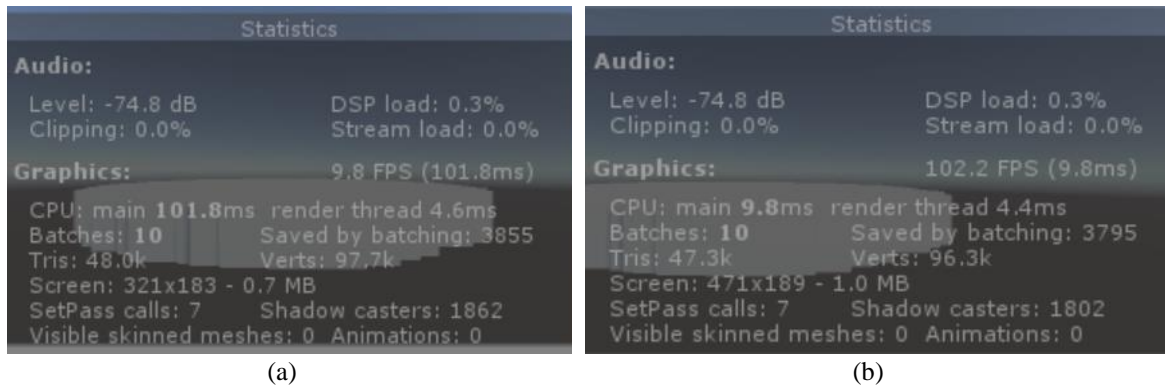 Statistics
Audio:
Level: -74.8 dB DSP load: 0.3%
Clipping: 0.0% Stream load: 0.0%
Graphics: 9.8 FPS (101.8ms)
CPU: main 101.8ms render thread 4.6ms
Batches: 10 Saved by batching: 3855
Tris: 48.0k Verts: 97.7k
Screen: 321x183 - 0.7 MB
SetPass calls: 7 Shadow casters: 1862
Visible skinned meshes: 0 Animations: 0
(a)
Statistics
Audio:
Level: -74.8 dB DSP load: 0.3%
Clipping: 0.0% Stream load: 0.0%
Graphics: 102.2 FPS (9.8ms)
CPU: main 9.8ms render thread 4.4ms
Batches: 10 Saved by batching: 3795
Tris: 47.3k Verts: 96.3k
Screen: 471x189 - 1.0 MB
SetPass calls: 7 Shadow casters: 1802
Visible skinned meshes: 0 Animations: 0
(b)